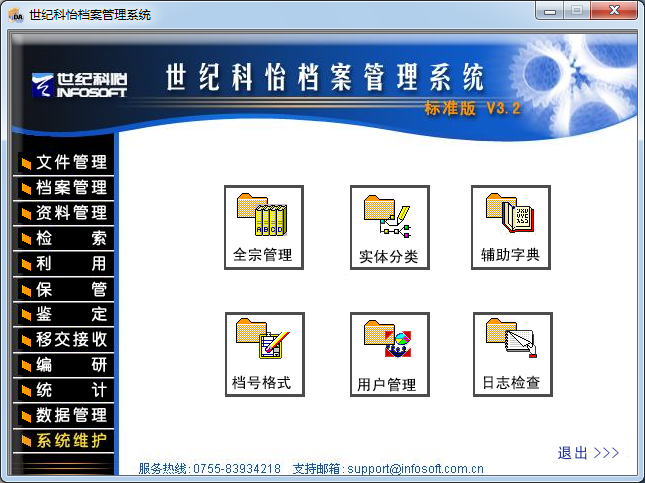 世纪科怡档案管理系统
世纪科怡
INFOSOFT
世纪科怡档案管理系统
标准版 V3.2
文件管理
档案管理
资料管理
检 索
利 用
保 管
鉴 定
移交接收
编 研
统 计
数据管理
系统维护
全宗管理
实体分类
辅助字典
档号格式
用户管理
日志检查
退出 >>>
服务热线:0755-83934218 支持邮箱:support@infosoft.com.cn